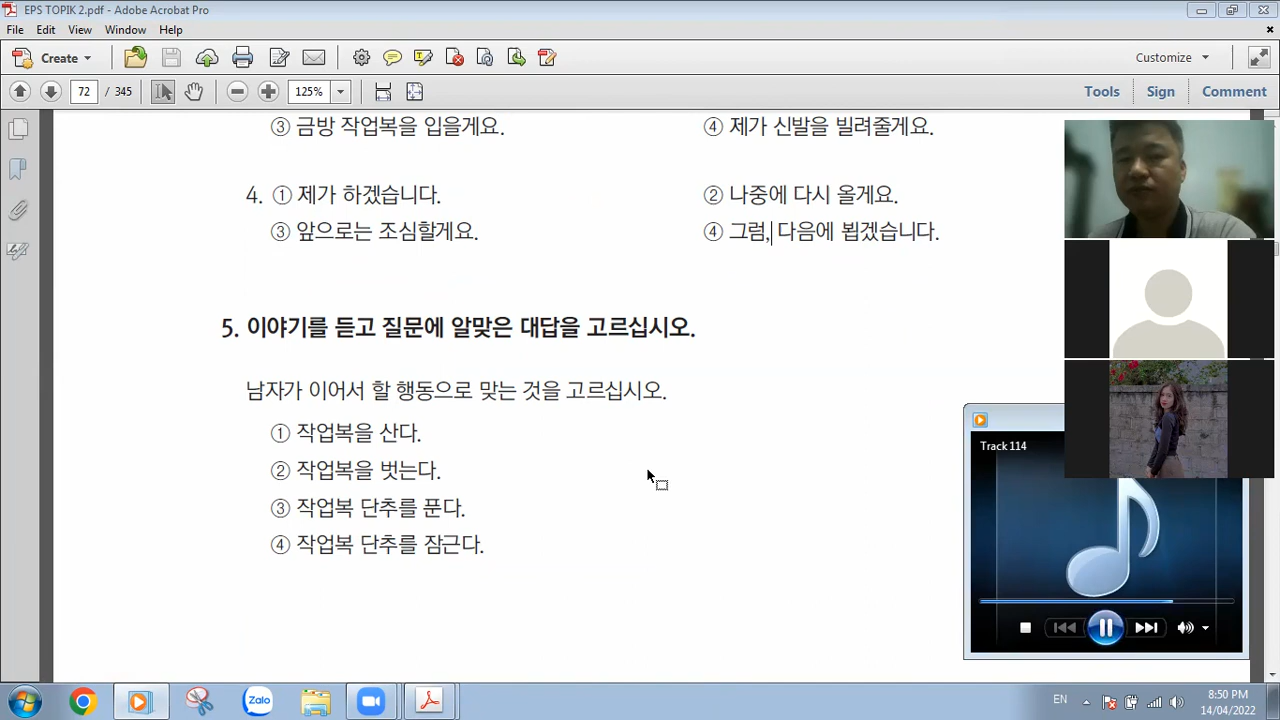 EPS TOPIK 2.pdf - Adobe Acrobat Pro
File Edit View Window Help
Create Customize
72 / 345 125% Tools Sign Comment
③ 금방 작업복을 입을게요. ④ 제가 신발을 빌려줄게요.
4. ① 제가 하겠습니다. ② 나중에 다시 올게요.
③ 앞으로는 조심할게요. ④ 그럼, 다음에 뵙겠습니다.
5. 이야기를 듣고 질문에 알맞은 대답을 고르십시오.
남자가 이어서 할 행동으로 맞는 것을 고르십시오.
① 작업복을 산다.
② 작업복을 벗는다.
③ 작업복 단추를 푼다.
④ 작업복 단추를 잠근다.
Track 114
Zalo
EN
8:50 PM
14/04/2022